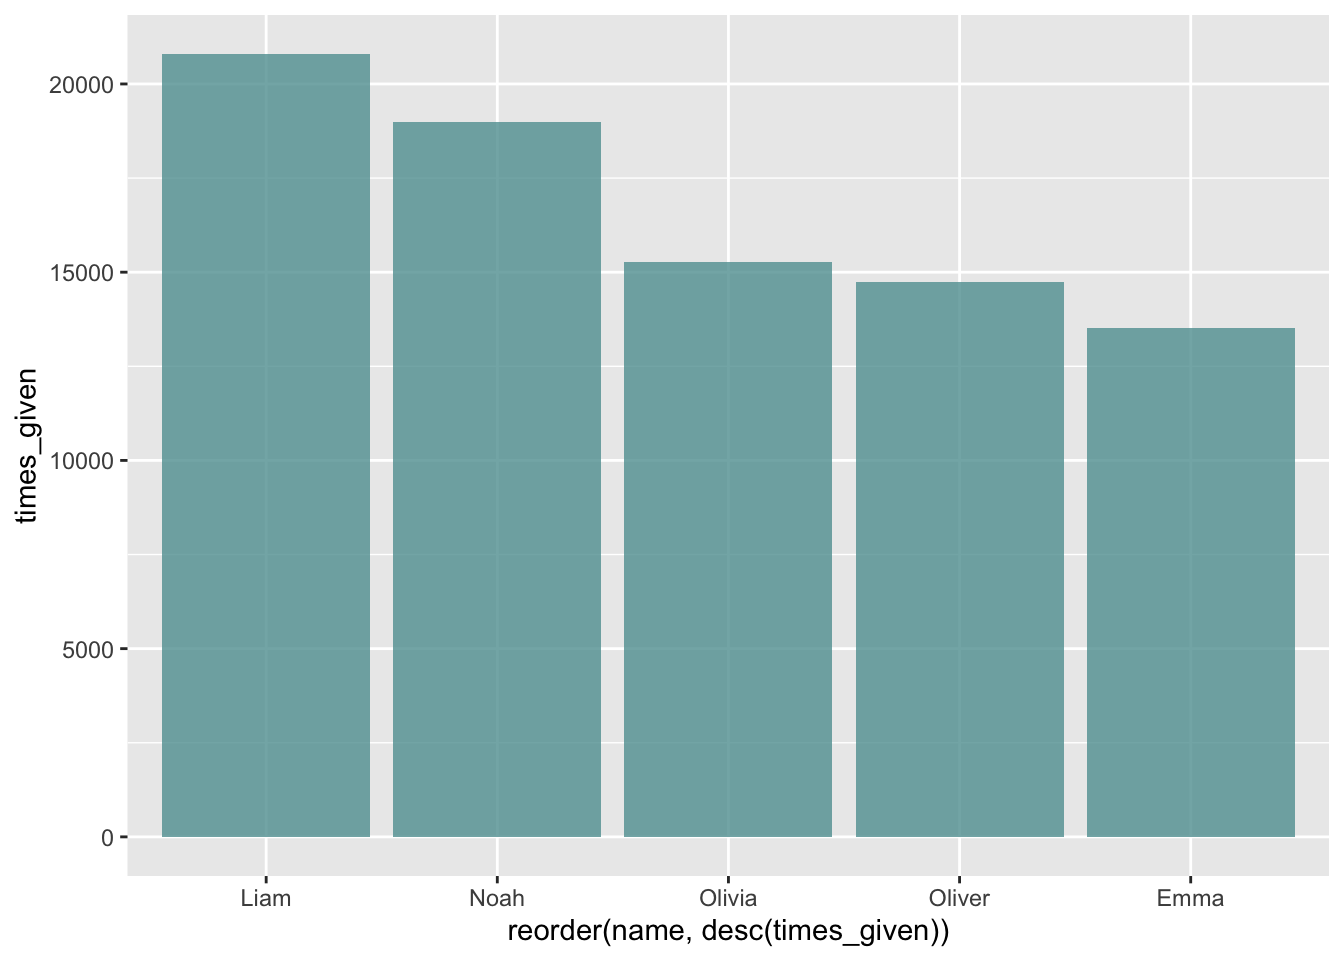 times_given
20000
15000
10000
5000
0
Liam Noah Olivia Oliver Emma
reorder(name, desc(times_given))